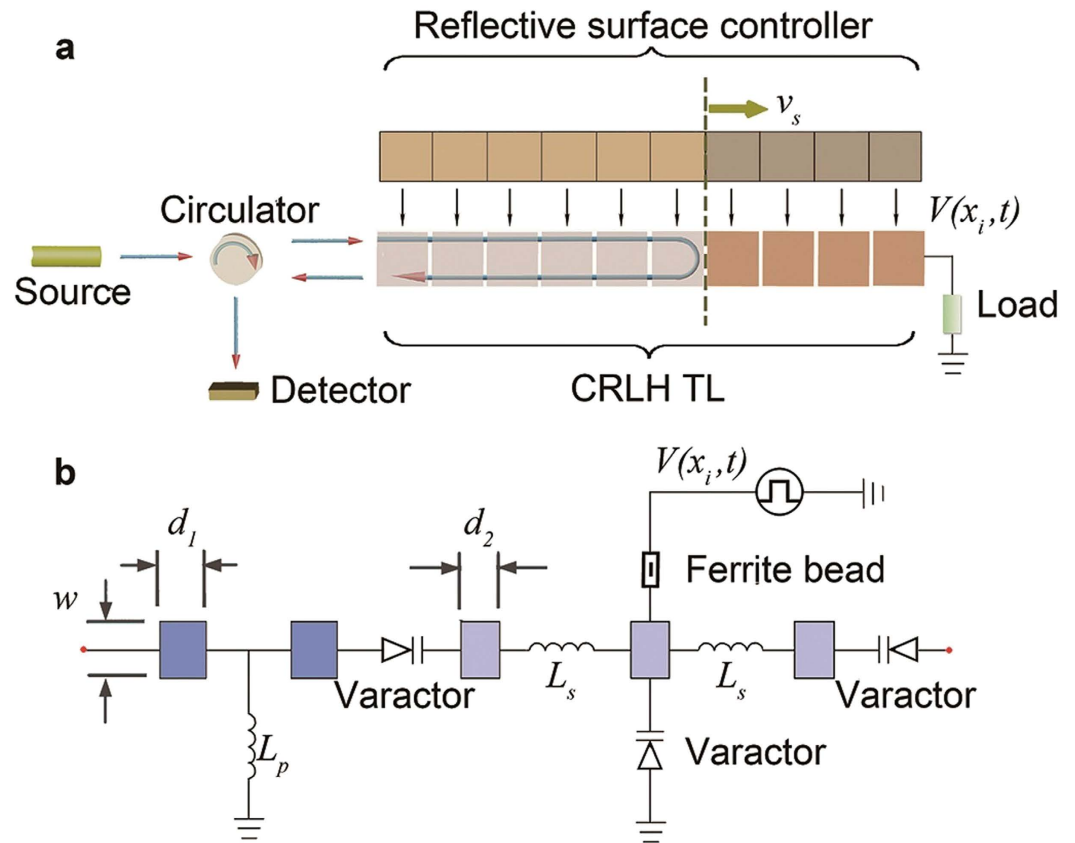 Reflective surface controller
a
v_s
Circulator
V(x_i,t)
Source
Load
Detector
CRLH TL
b
V(x_i,t)
d_1
d_2
Ferrite bead
w
Varactor
L_s
L_s
Varactor
Varactor
L_p